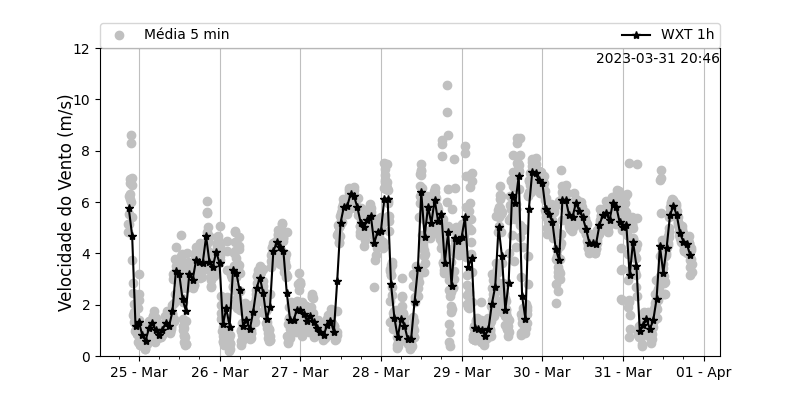 Média 5 min WXT 1h
2023-03-31 20:46
Velocidade do Vento (m/s)
12
10
8
6
4
2
0
25 - Mar 26 - Mar 27 - Mar 28 - Mar 29 - Mar 30 - Mar 31 - Mar 01 - Apr